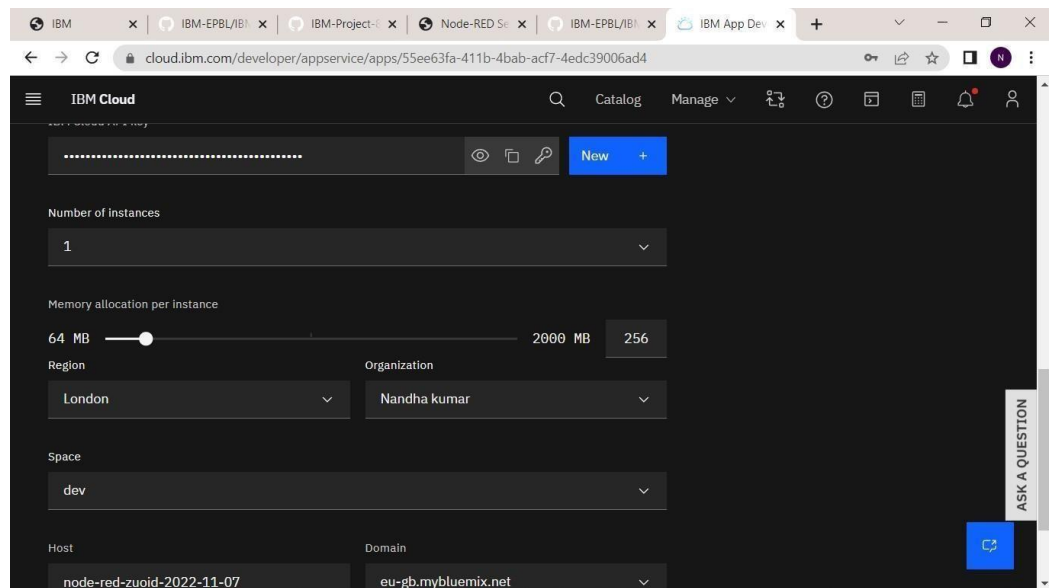 IBM
IBM-EPBL/IBM
IBM-Project-
Node-RED Se
IBM-EPBL/IBM
IBM App Dev
cloud.ibm.com/developer/appservice/apps/55ee63fa-411b-4bab-acf7-4edc39006ad4
N
IBM Cloud
Catalog
Manage
New +
Number of instances
1
Memory allocation per instance
64 MB
2000 MB
256
Region
Organization
London
Nandha kumar
Space
dev
ASK A QUESTION
Host
Domain
node-red-zuoid-2022-11-07
eu-gb.mybluemix.net